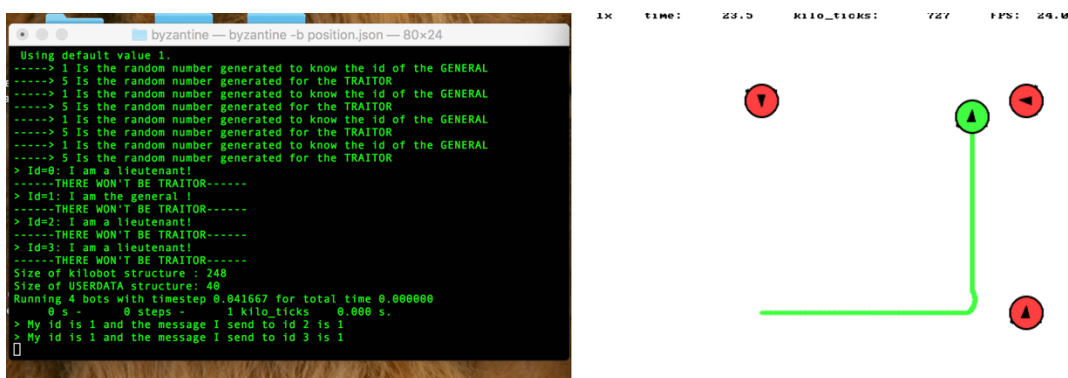 byzantine — byzantine -b position.json — 80×24
Using default value 1.
-----> 1 Is the random number generated to know the id of the GENERAL
-----> 5 Is the random number generated for the TRAITOR
-----> 1 Is the random number generated to know the id of the GENERAL
-----> 5 Is the random number generated for the TRAITOR
-----> 1 Is the random number generated to know the id of the GENERAL
-----> 5 Is the random number generated for the TRAITOR
-----> 1 Is the random number generated to know the id of the GENERAL
-----> 5 Is the random number generated for the TRAITOR
> Id=0: I am a lieutenant!
------THERE WON'T BE TRAITOR------
> Id=1: I am the general !
------THERE WON'T BE TRAITOR------
> Id=2: I am a lieutenant!
------THERE WON'T BE TRAITOR------
> Id=3: I am a lieutenant!
------THERE WON'T BE TRAITOR------
Size of kilobot structure : 248
Size of USERDATA structure: 40
Running 4 bots with timestep 0.041667 for total time 0.000000
0 s - 0 steps - 1 kilo_ticks 0.000 s.
> My id is 1 and the message I send to id 2 is 1
> My id is 1 and the message I send to id 3 is 1
1x time: 23.5 kilo_ticks: 727 FPS: 24.0